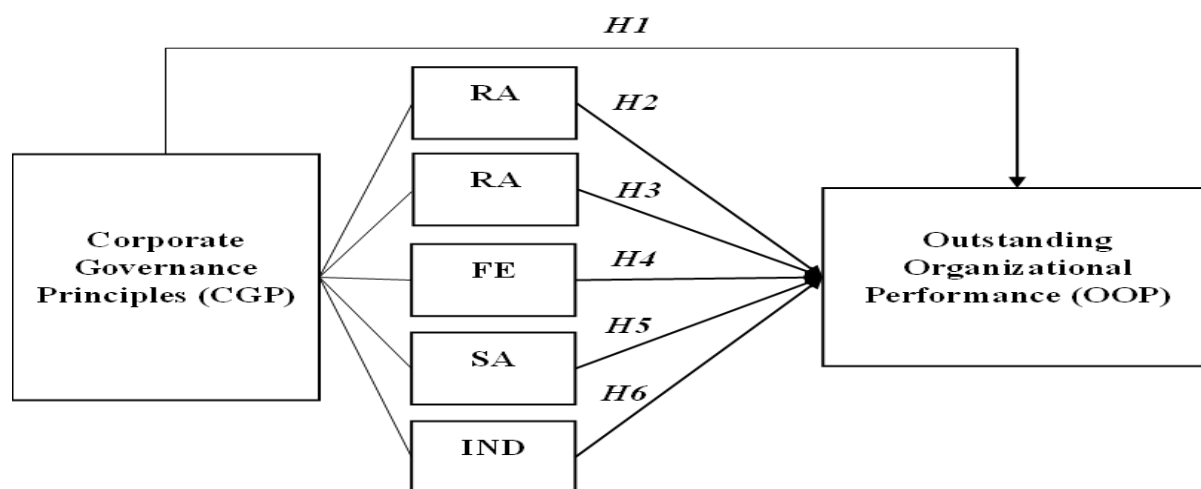 H1
RA
H2
RA
H3
Corporate
Governance
Principles (CGP)
FE
H4
Outstanding
Organizational
Performance (OOP)
SA
H5
IND
H6